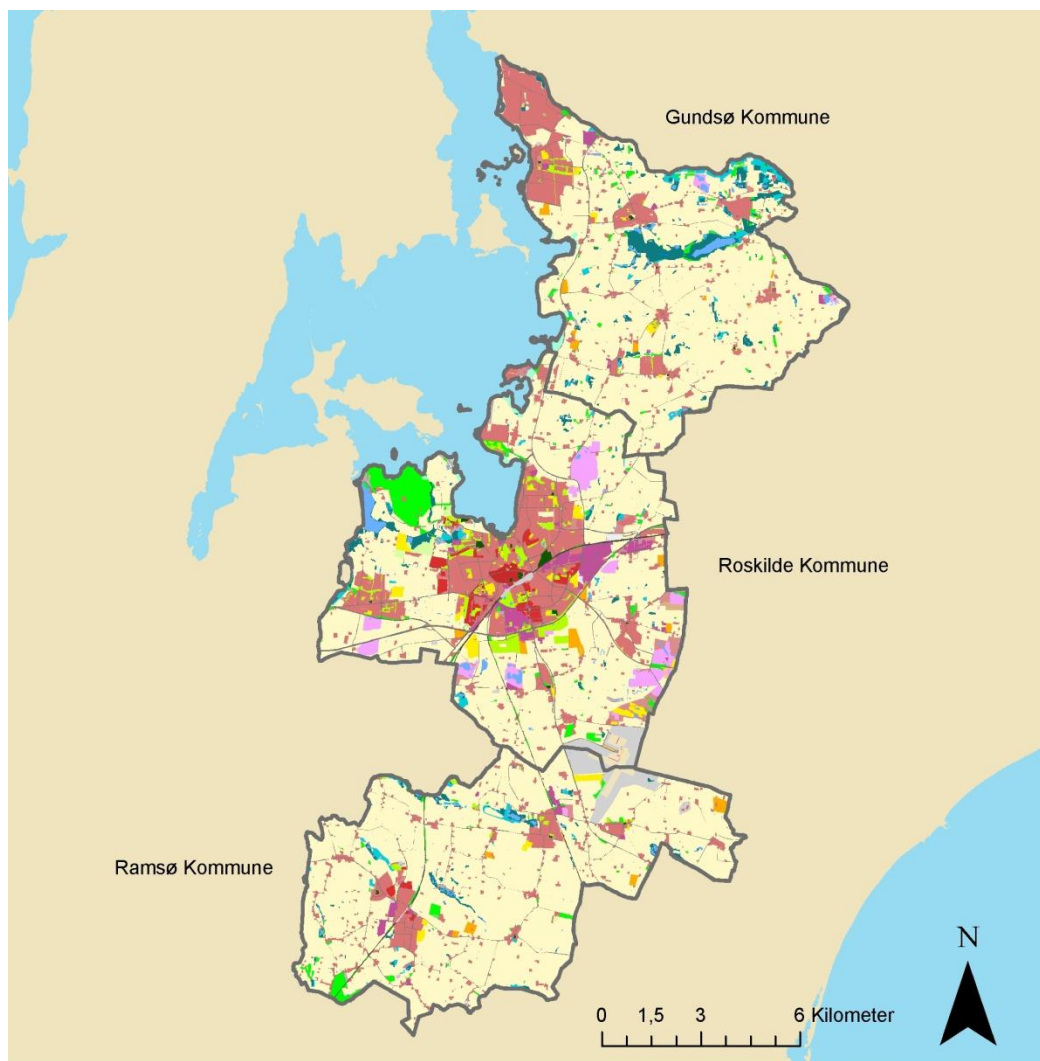 Gundsø Kommune
Roskilde Kommune
Ramsø Kommune
N
0 1,5 3 6 Kilometer